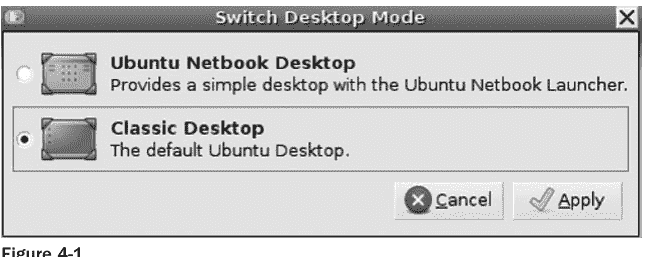 Switch Desktop Mode
Ubuntu Netbook Desktop
Provides a simple desktop with the Ubuntu Netbook Launcher.
Classic Desktop
The default Ubuntu Desktop.
Cancel
Apply
Figure 4-1